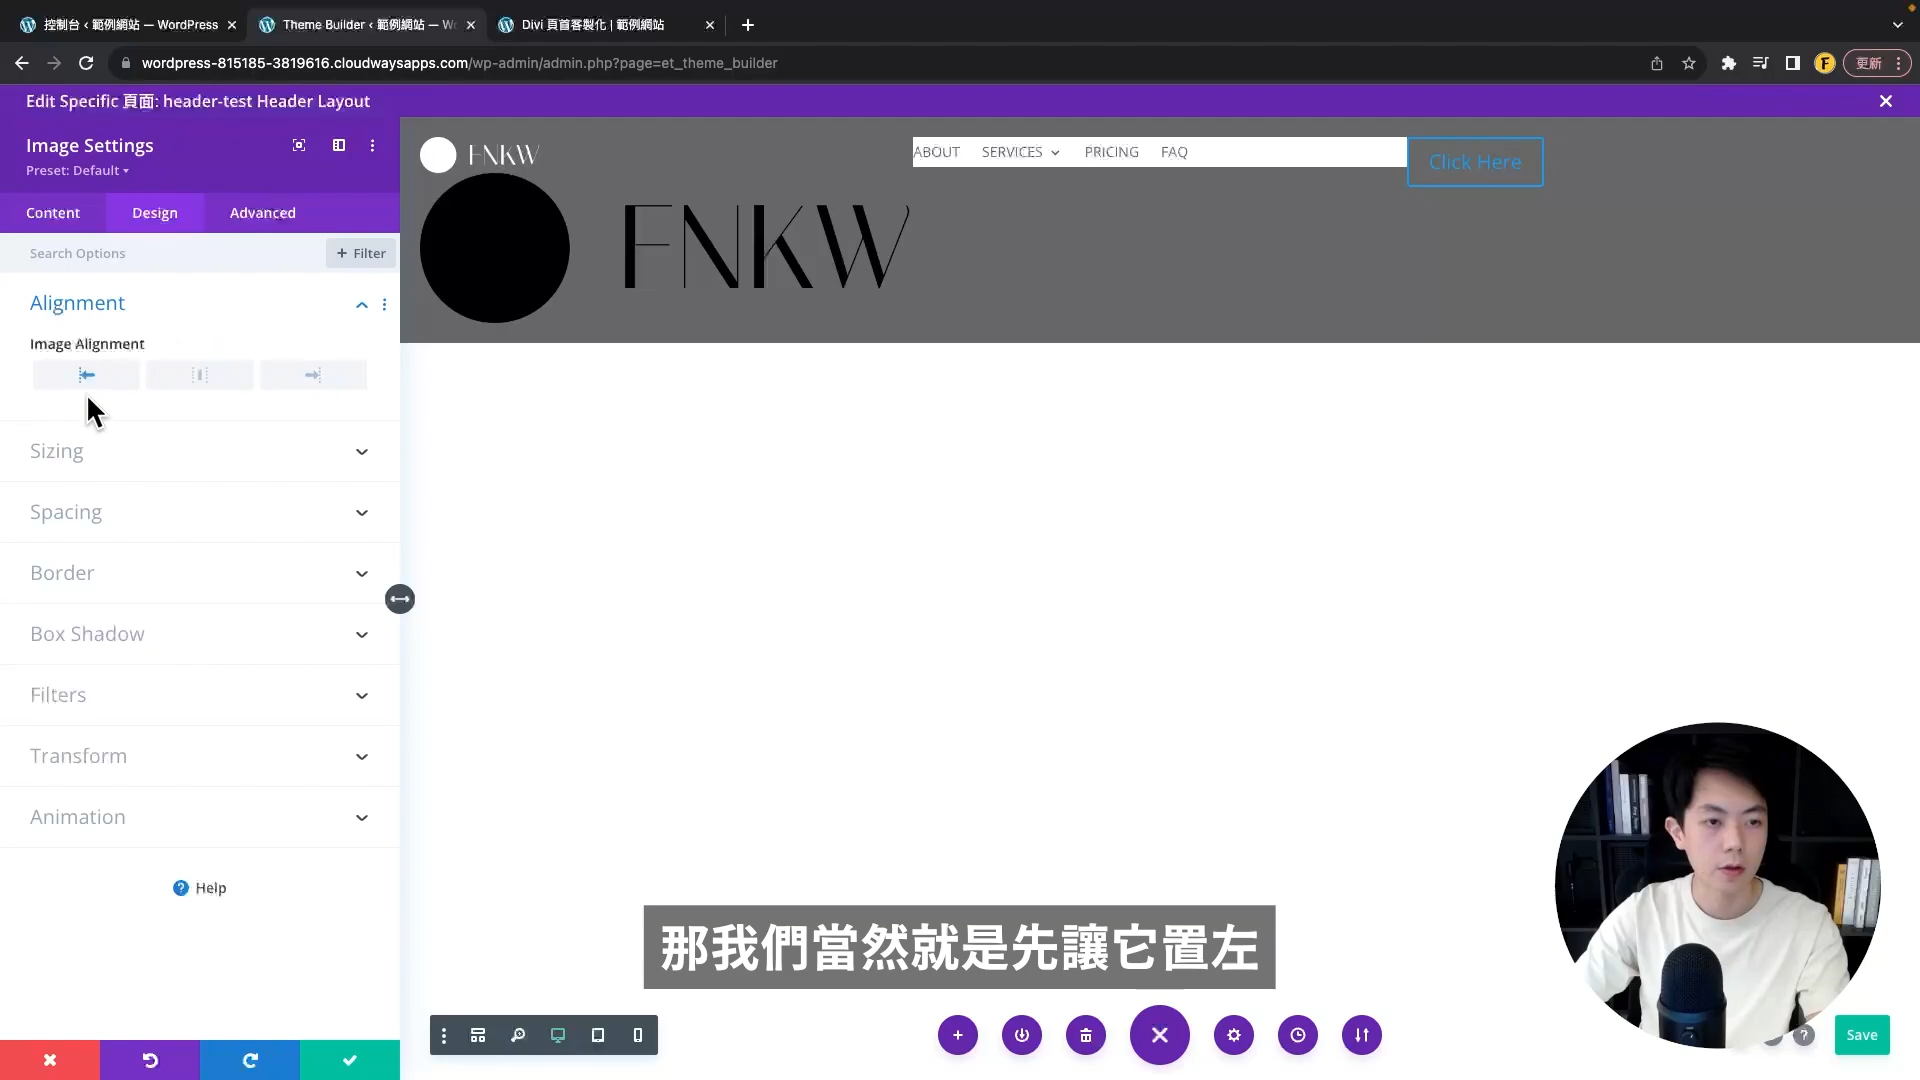 控制台 ‹ 範例網站 — WordPress
Theme Builder ‹ 範例網站 — Wo
Divi 頁首客製化 | 範例網站
wordpress-815185-3819616.cloudwaysapps.com/wp-admin/admin.php?page=et_theme_builder
F
更新
Edit Specific 頁面: header-test Header Layout
Image Settings
Preset: Default
Content
Design
Advanced
Search Options
+ Filter
Alignment
Image Alignment
Sizing
Spacing
Border
Box Shadow
Filters
Transform
Animation
Help
FNKW
ABOUT
SERVICES
PRICING
FAQ
Click Here
FNKW
那我們當然就是先讓它置左
Save